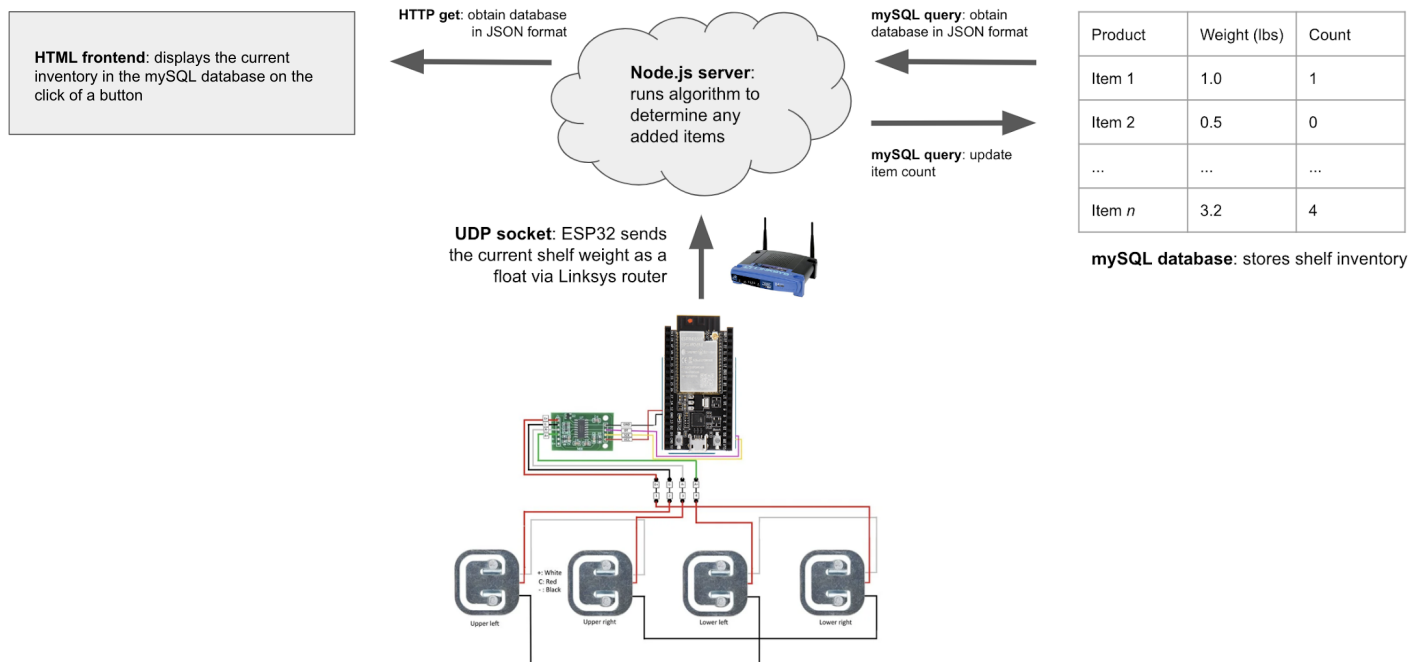 HTML frontend: displays the current
inventory in the mySQL database on the
click of a button
HTTP get: obtain database
in JSON format
Node.js server:
runs algorithm to
determine any
added items
mySQL query: obtain
database in JSON format
mySQL query: update
item count
Product Weight (lbs) Count
Item 1 1.0 1
Item 2 0.5 0
... ... ...
Item n 3.2 4
mySQL database: stores shelf inventory
UDP socket: ESP32 sends
the current shelf weight as a
float via Linksys router
+: White
C: Red
- : Black
Upper left
Upper right
Lower left
Lower right